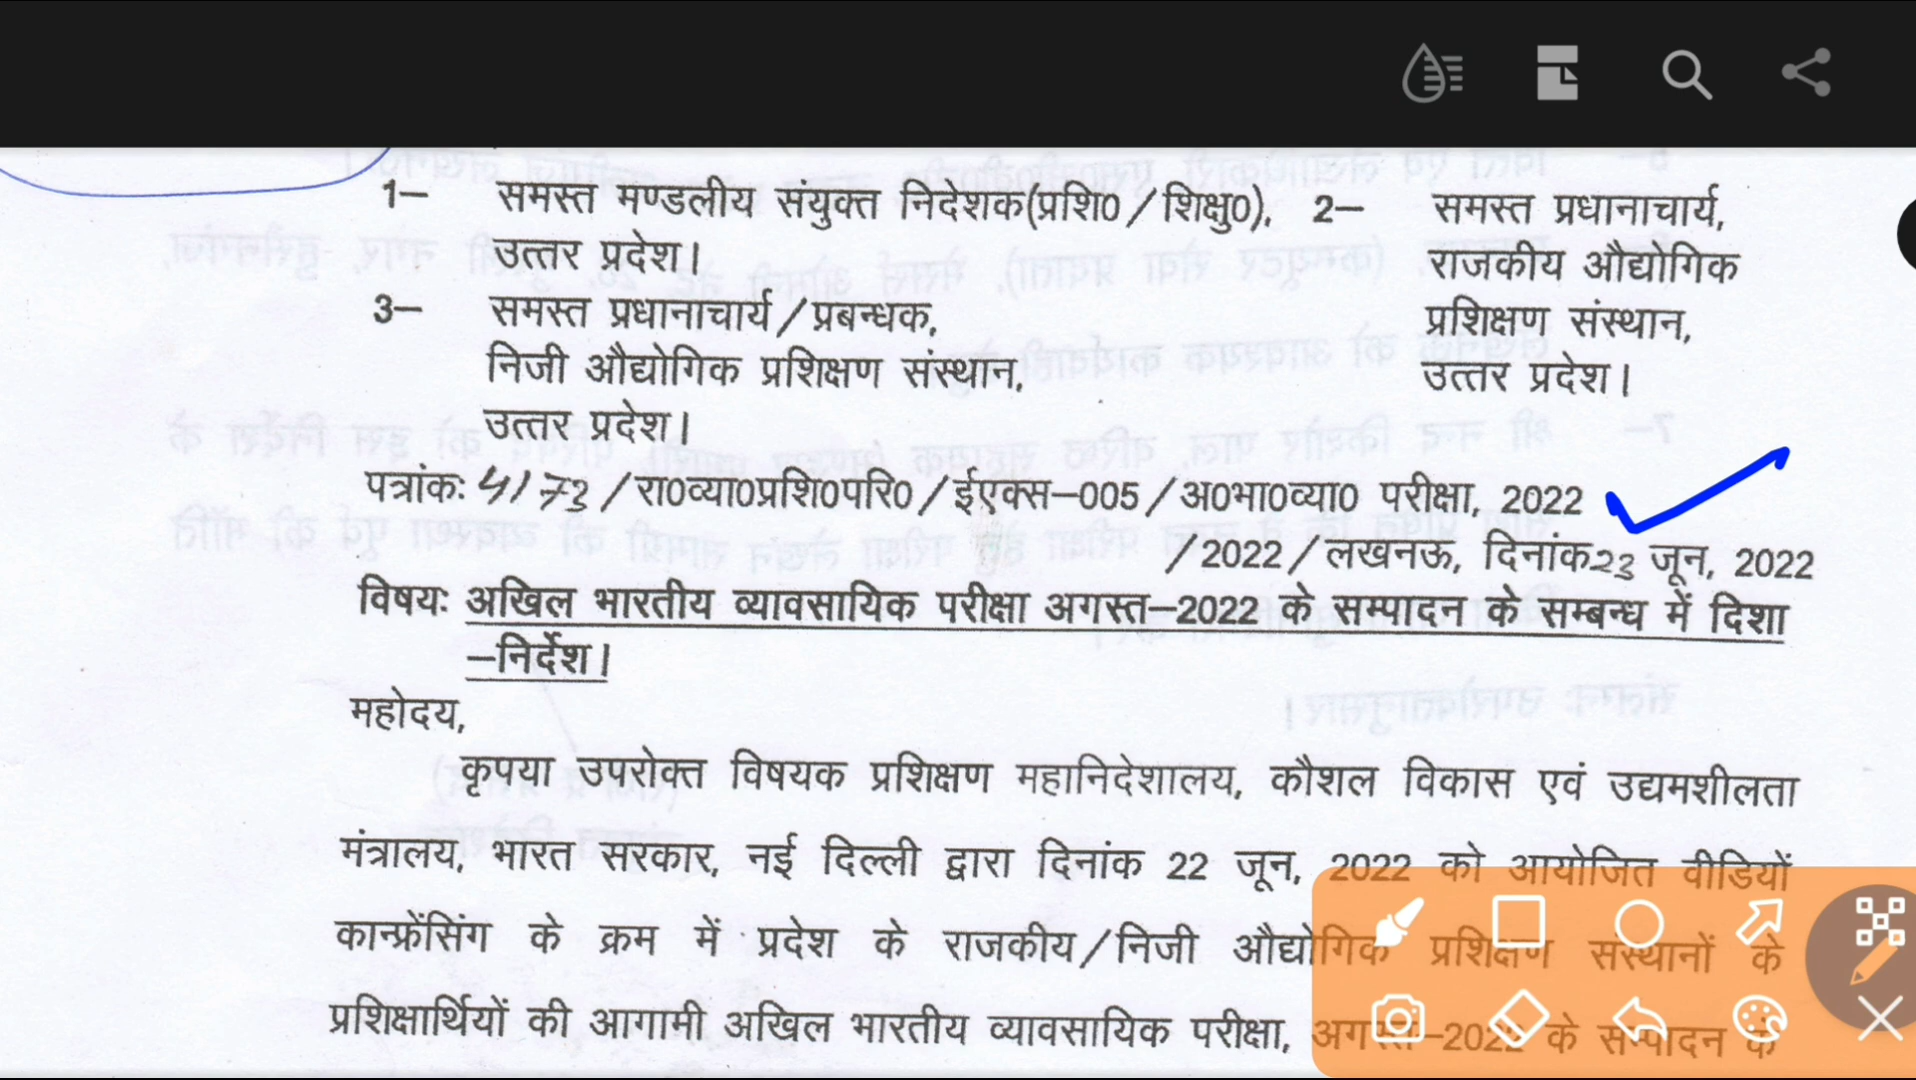 1– समस्त मण्डलीय संयुक्त निदेशक(प्रशि0/शिक्षु0), 2– समस्त प्रधानाचार्य,
उत्तर प्रदेश। राजकीय औद्योगिक
3– समस्त प्रधानाचार्य/प्रबन्धक, प्रशिक्षण संस्थान,
निजी औद्योगिक प्रशिक्षण संस्थान, उत्तर प्रदेश।
उत्तर प्रदेश।
पत्रांकः 4173/रा0व्या0प्रशि0परि0/ईएक्स–005/अ0भा0व्या0 परीक्षा, 2022
/2022/लखनऊ, दिनांक23 जून, 2022
विषयः अखिल भारतीय व्यावसायिक परीक्षा अगस्त–2022 के सम्पादन के सम्बन्ध में दिशा
–निर्देश।
महोदय,
कृपया उपरोक्त विषयक प्रशिक्षण महानिदेशालय, कौशल विकास एवं उद्यमशीलता
मंत्रालय, भारत सरकार, नई दिल्ली द्वारा दिनांक 22 जून, 2022 को आयोजित वीडियों
कान्फ्रेंसिंग के क्रम में प्रदेश के राजकीय/निजी औद्योगिक प्रशिक्षण संस्थानों के
प्रशिक्षार्थियों की आगामी अखिल भारतीय व्यावसायिक परीक्षा, अगस्त–2022 के सम्पादन के